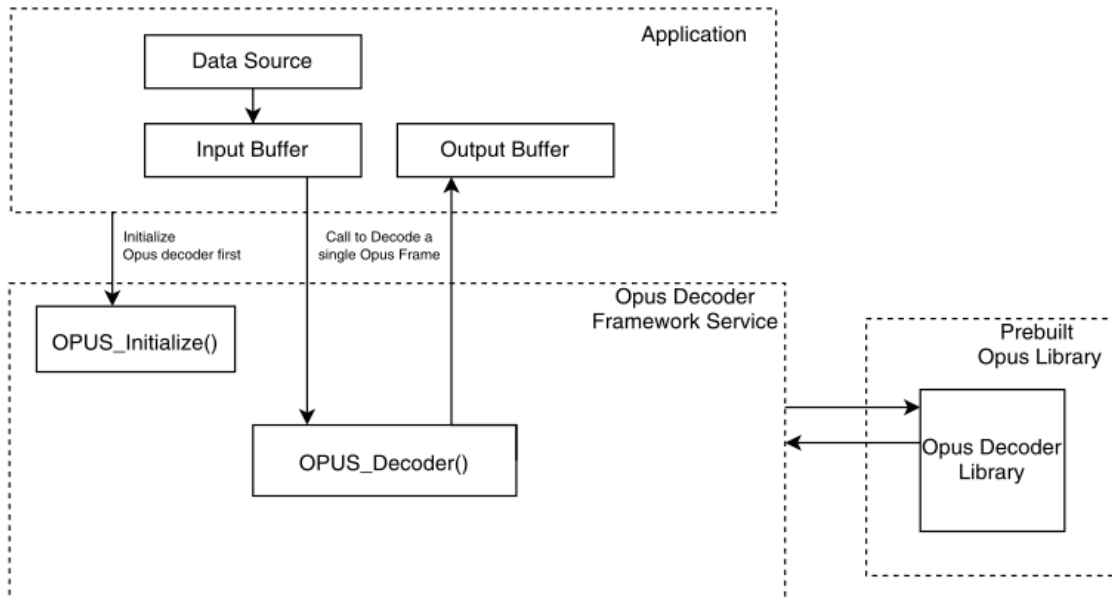 Application
Data Source
Input Buffer
Output Buffer
Initialize
Opus decoder first
Call to Decode a
single Opus Frame
Opus Decoder
Framework Service
OPUS_Initialize()
OPUS_Decoder()
Prebuilt
Opus Library
Opus Decoder
Library